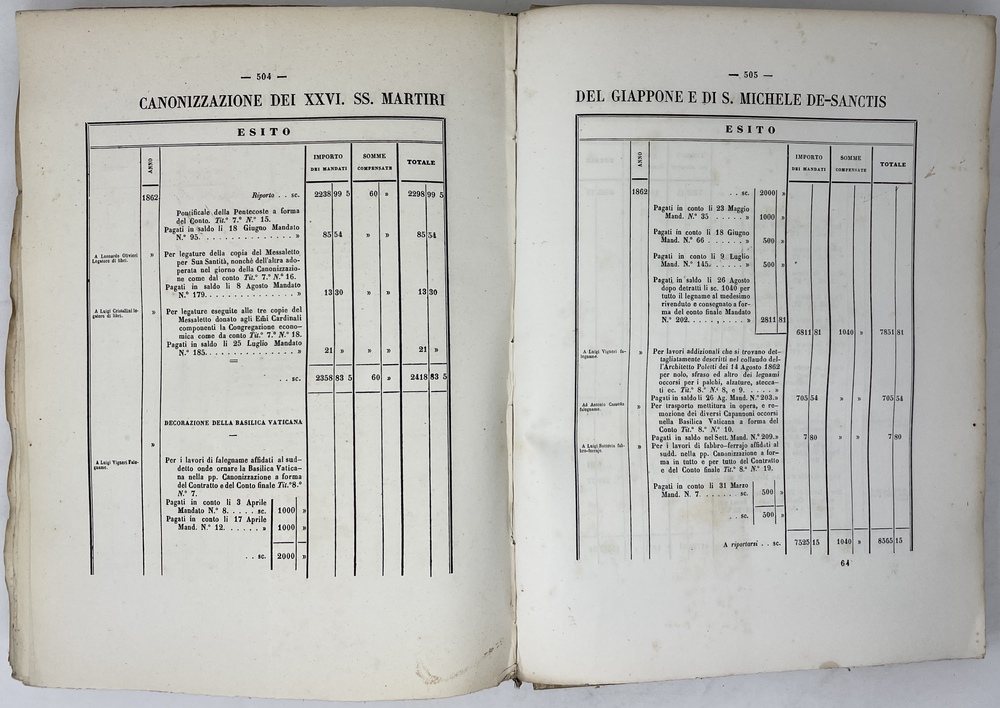 — 504 —
CANONIZZAZIONE DEI XXVI. SS. MARTIRI
ESITO
ANNO
IMPORTO DEI MANDATI
SOMME COMPENSATE
TOTALE
1862 Riporto . . sc. 2238 99 5 60 » 2298 99 5
Pontificale della Pentecoste a forma
del Conto. Tit.° 7.° N.° 15.
Pagati in saldo li 18 Giugno Mandato
N.° 95. . . . . . . . . . . . . . . » 85 54 » » 85 54
A Leonardo Olivieri
Legatore di libri.
» Per legature della copia del Messaletto
per Sua Santità, nonchè dell'altra ado-
perata nel giorno della Canonizzazio-
ne come dal conto Tit.° 7.° N.° 16.
Pagati in saldo li 8 Agosto Mandato
N.° 179. . . . . . . . . . . . . . . » 13 30 » » 13 30
A Luigi Cristallini le-
gatore di libri.
» Per legature eseguite alle tre copie del
Messaletto donato agli Emi Cardinali
componenti la Congregazione econo-
mica come da conto Tit.° 7.° N.° 18.
Pagati in saldo li 25 Luglio Mandato
N.° 185. . . . . . . . . . . . . . . » 21 » » » 21 »
. . sc. 2358 83 5 60 » 2418 83 5
DECORAZIONE DELLA BASILICA VATICANA
»
A Luigi Vigneri Fale-
gname.
Per i lavori di falegname affidati al sud-
detto onde ornare la Basilica Vatica-
na nella pp. Canonizzazione a forma
del Contratto e del Conto finale Tit.° 8.°
N.° 7.
Pagati in conto li 3 Aprile
Mandato N.° 8. . . . . sc. 1000 »
Pagati in conto li 17 Aprile
Mand. N.° 12. . . . . . . » 1000 »
. . sc. 2000 »
— 505 —
DEL GIAPPONE E DI S. MICHELE DE-SANCTIS
ESITO
ANNO
IMPORTO DEI MANDATI
SOMME COMPENSATE
TOTALE
1862 . . sc. 2000 »
Pagati in conto li 23 Maggio
Mand. N.° 35 . . . . . . » 1000 »
Pagati in conto li 18 Giugno
Mand. N.° 66 . . . . . . » 500 »
Pagati in conto li 9 Luglio
Mand. N.° 145. . . . . . » 500 »
Pagati in saldo li 26 Agosto
dopo detratti li sc. 1040 per
tutto il legname al medesimo
rivenduto e consegnato a for-
ma del conto finale Mandato
N.° 202. . . . . . . . . » 2811 81
6811 81 1040 » 7851 81
A Luigi Vigneri fa-
legname.
» Per lavori addizionali che si trovano det-
tagliatamente descritti nel collaudo del-
l'Architetto Poletti dei 14 Agosto 1862
per nolo, sfraso ed altro dei legnami
occorsi per i palchi, alzature, stecca-
ti ec. Tit.° 8.° N.i 8, e 9. . . . . »
Pagati in saldo li 26 Ag. Mand. N.° 203.» 705 54 » » 705 54
Ad Antonio
falegname.
» Per trasporto mettitura in opera, e re-
mozione dei diversi Capannoni occorsi
nella Basilica Vaticana a forma del
Conto Tit.° 8.° N.° 10.
Pagati in saldo nel Sett. Mand. N.° 209.» 7 80 » » 7 80
A Luigi fab-
bro-ferrajo.
» Per i lavori di fabbro-ferrajo affidati al
sudd. nella pp. Canonizzazione a for-
ma in tutto e per tutto del Contratto
e del Conto finale Tit.° 8.° N.° 19.
Pagati in conto li 31 Marzo
Mand. N. 7. . . . . . . sc. 500 »
. . sc. 500 »
A riportarsi . . sc. 7525 15 1040 » 8565 15
64